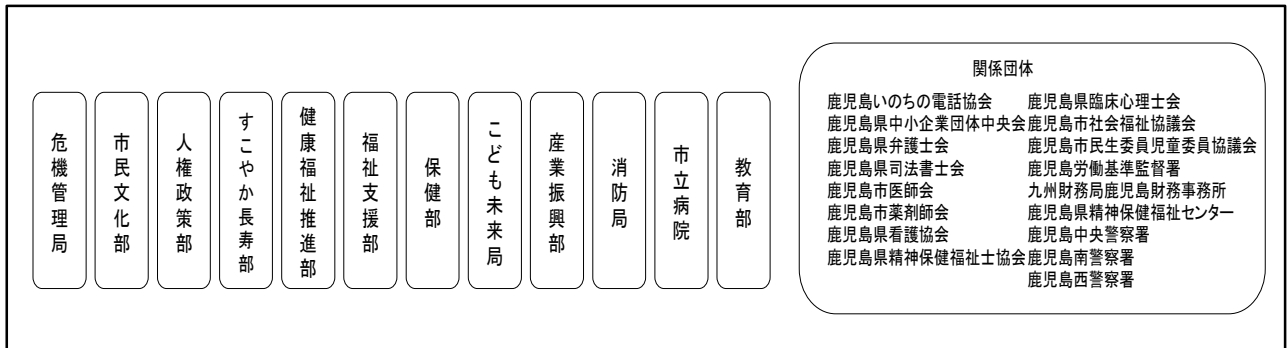 危機管理局
市民文化部
人権政策部
すこやか長寿部
健康福祉推進部
福祉支援部
保健部
こども未来局
産業振興部
消防局
市立病院
教育部
関係団体
鹿児島いのちの電話協会
鹿児島県中小企業団体中央会
鹿児島県弁護士会
鹿児島県司法書士会
鹿児島市医師会
鹿児島市薬剤師会
鹿児島県看護協会
鹿児島県精神保健福祉士協会
鹿児島県臨床心理士会
鹿児島市社会福祉協議会
鹿児島市民生委員児童委員協議会
鹿児島労働基準監督署
九州財務局鹿児島財務事務所
鹿児島県精神保健福祉センター
鹿児島中央警察署
鹿児島南警察署
鹿児島西警察署